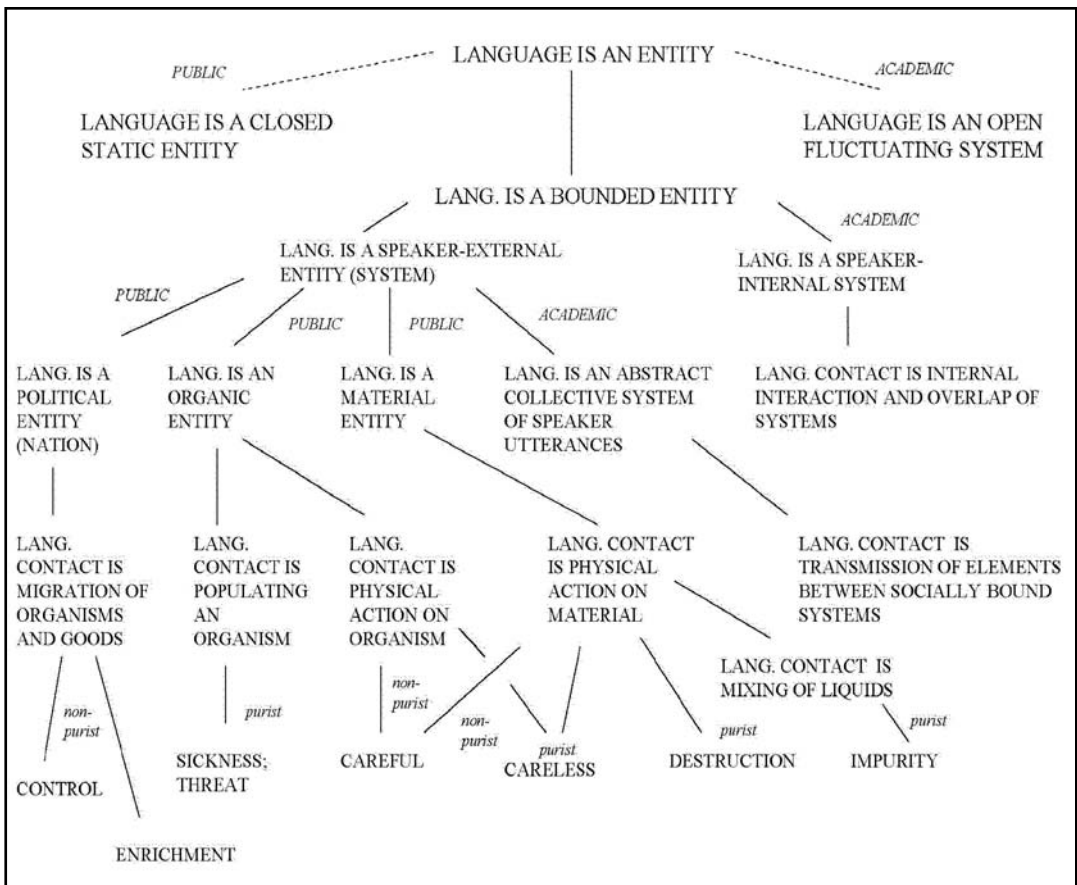 LANGUAGE IS AN ENTITY
PUBLIC
ACADEMIC
LANGUAGE IS A CLOSED
STATIC ENTITY
LANGUAGE IS AN OPEN
FLUCTUATING SYSTEM
LANG. IS A BOUNDED ENTITY
ACADEMIC
LANG. IS A SPEAKER-EXTERNAL
ENTITY (SYSTEM)
LANG. IS A SPEAKER-
INTERNAL SYSTEM
PUBLIC
PUBLIC
PUBLIC
ACADEMIC
LANG. IS A
POLITICAL
ENTITY
(NATION)
LANG. IS AN
ORGANIC
ENTITY
LANG. IS A
MATERIAL
ENTITY
LANG. IS AN ABSTRACT
COLLECTIVE SYSTEM
OF SPEAKER
UTTERANCES
LANG. CONTACT IS INTERNAL
INTERACTION AND OVERLAP OF
SYSTEMS
LANG.
CONTACT IS
MIGRATION OF
ORGANISMS
AND GOODS
LANG.
CONTACT IS
POPULATING
AN
ORGANISM
LANG.
CONTACT IS
PHYSICAL
ACTION ON
ORGANISM
LANG. CONTACT
IS PHYSICAL
ACTION ON
MATERIAL
LANG. CONTACT IS
TRANSMISSION OF ELEMENTS
BETWEEN SOCIALLY BOUND
SYSTEMS
LANG. CONTACT IS
MIXING OF LIQUIDS
non-
purist
purist
non-
purist
non-
purist
purist
purist
purist
CONTROL
SICKNESS;
THREAT
CAREFUL
CARELESS
DESTRUCTION
IMPURITY
ENRICHMENT